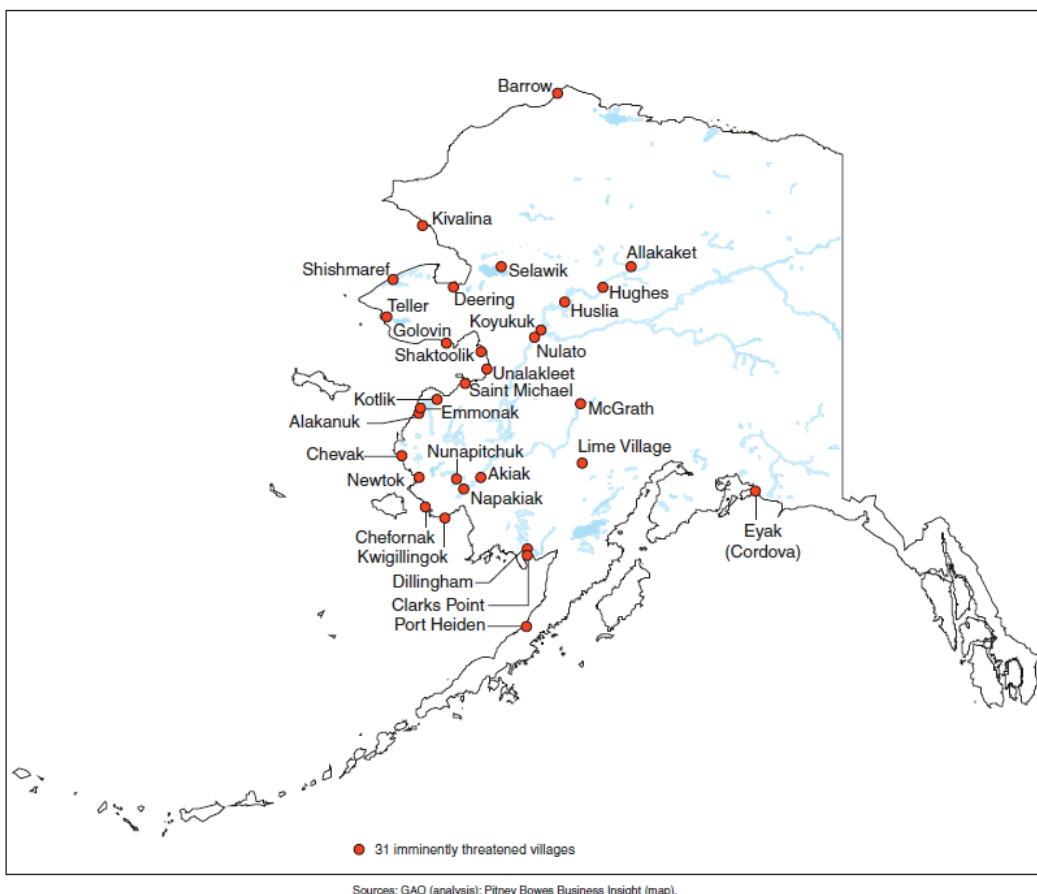 Barrow
Kivalina
Allakaket
Shishmaref
Selawik
Deering
Hughes
Teller
Huslia
Golovin
Koyukuk
Shaktoolik
Nulato
Unalakleet
Saint Michael
Kotlik
McGrath
Emmonak
Alakanuk
Chevak
Nunapitchuk
Lime Village
Newtok
Akiak
Napakiak
Chefornak
Kwigillingok
Eyak
(Cordova)
Dillingham
Clarks Point
Port Heiden
31 imminently threatened villages
Sources: GAO (analysis); Pitney Bowes Business Insight (map).